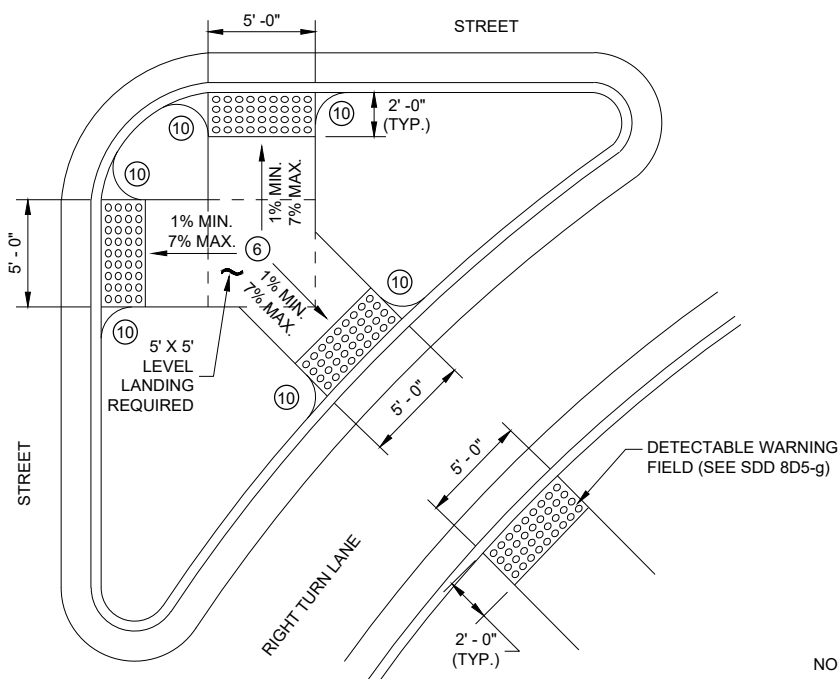 5' -0"
STREET
2' -0"
(TYP.)
10
10
10
10
10
10
5' - 0"
1% MIN.
7% MAX.
1% MIN.
7% MAX.
6
1% MIN.
7% MAX.
5' X 5'
LEVEL
LANDING
REQUIRED
STREET
5' - 0"
5' - 0"
DETECTABLE WARNING
FIELD (SEE SDD 8D5-g)
RIGHT TURN LANE
2' - 0"
(TYP.)
NO